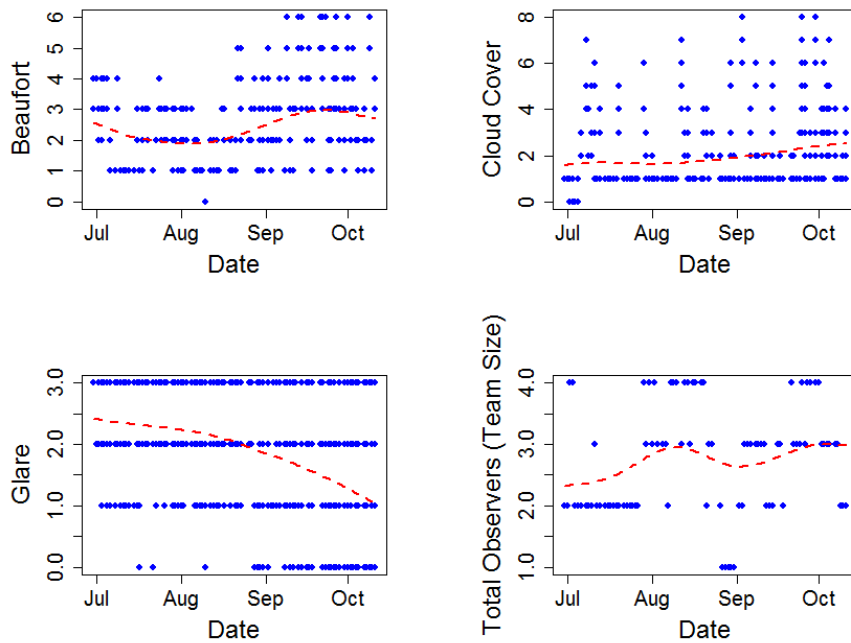 Beaufort
6
5
4
3
2
1
0
Jul Aug Sep Oct
Date
Cloud Cover
8
6
4
2
0
Jul Aug Sep Oct
Date
Glare
3.0
2.0
1.0
0.0
Jul Aug Sep Oct
Date
Total Observers (Team Size)
4.0
3.0
2.0
1.0
Jul Aug Sep Oct
Date